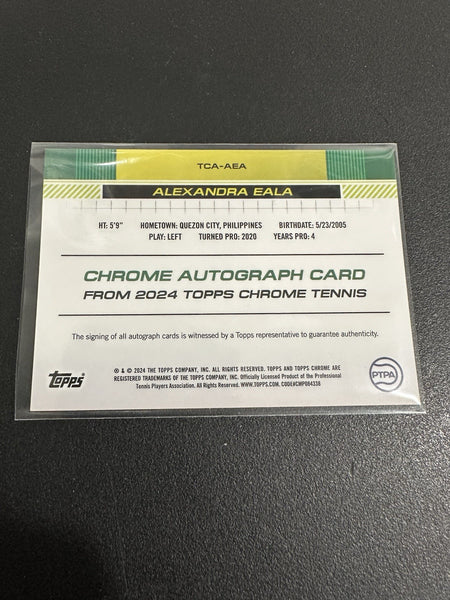 TCA-AEA
ALEXANDRA EALA
HT: 5'9" HOMETOWN: QUEZON CITY, PHILIPPINES BIRTHDATE: 5/23/2005
PLAY: LEFT TURNED PRO: 2020 YEARS PRO: 4
CHROME AUTOGRAPH CARD
FROM 2024 TOPPS CHROME TENNIS
The signing of all autograph cards is witnessed by a Topps representative to guarantee authenticity.
Topps
® & © 2024 THE TOPPS COMPANY, INC. ALL RIGHTS RESERVED. TOPPS AND TOPPS CHROME ARE
REGISTERED TRADEMARKS OF THE TOPPS COMPANY, INC. Officially Licensed Product of the Professional
Tennis Players Association. All Rights Reserved. WWW.TOPPS.COM. CODE#CMP064338
PTPA